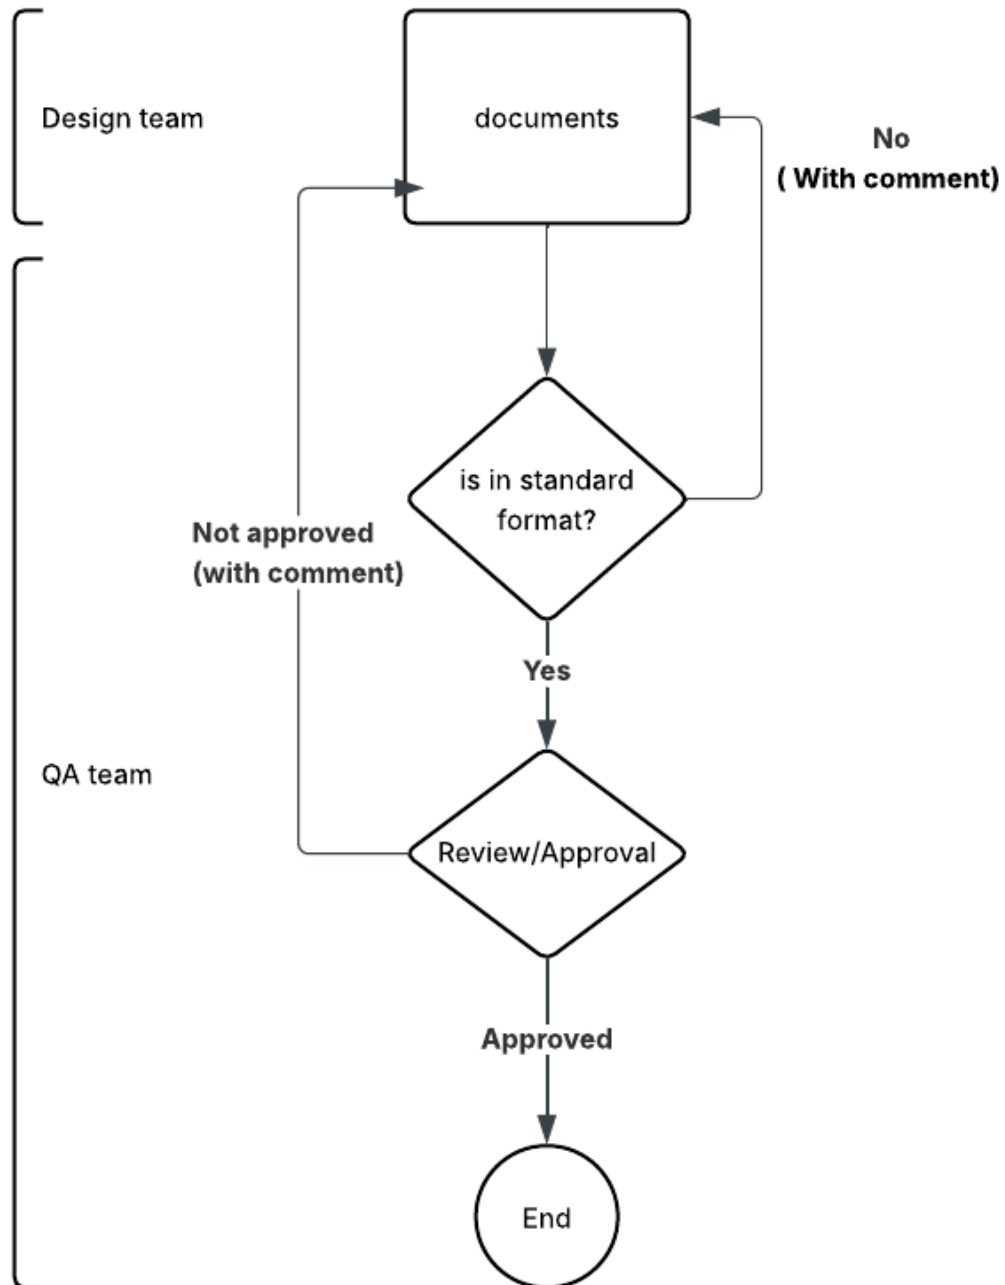 Design team
documents
No
( With comment)
is in standard
format?
Not approved
(with comment)
Yes
QA team
Review/Approval
Approved
End